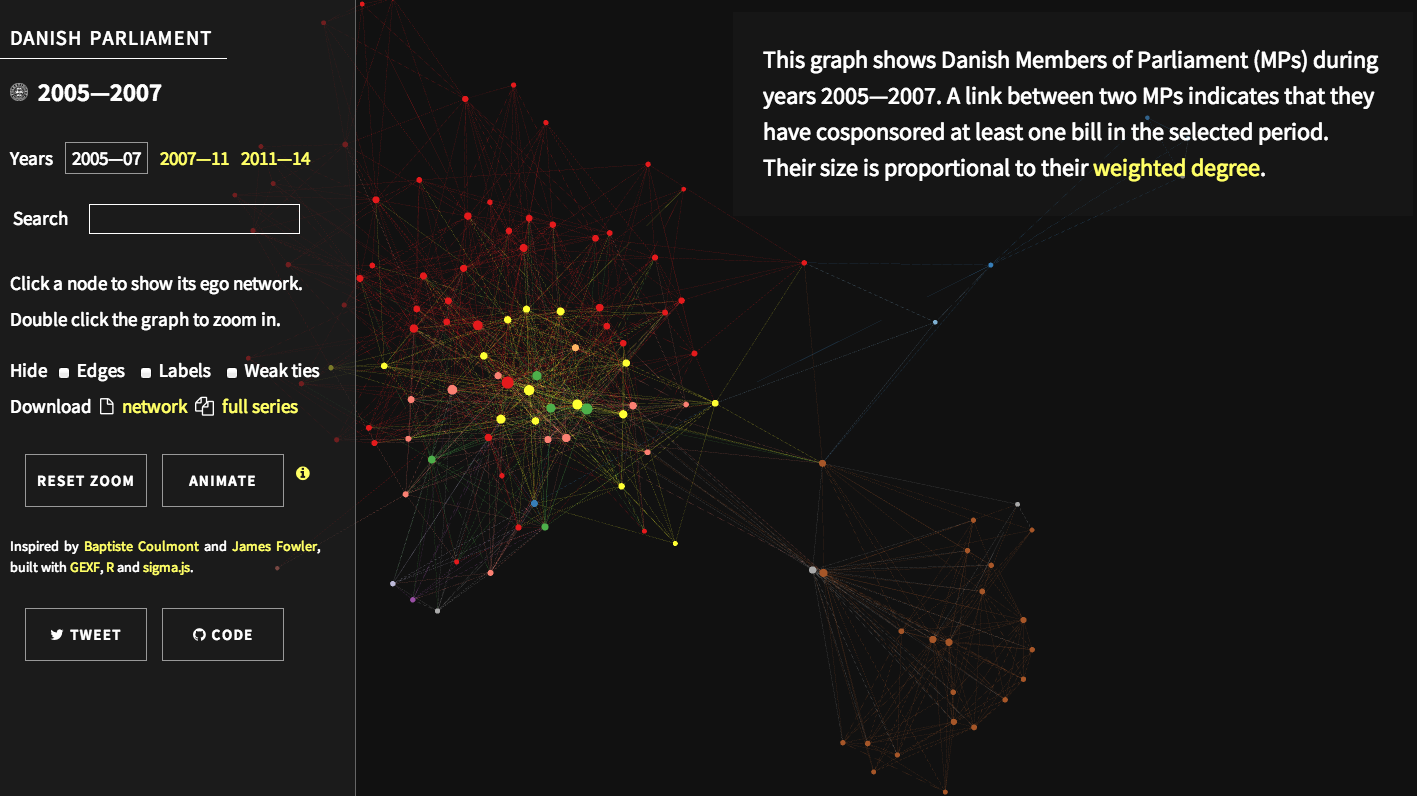 DANISH PARLIAMENT
2005—2007
Years 2005—07 2007—11 2011—14
Search
Click a node to show its ego network.
Double click the graph to zoom in.
Hide Edges Labels Weak ties
Download network full series
RESET ZOOM ANIMATE
Inspired by Baptiste Coulmont and James Fowler,
built with GEXF, R and sigma.js.
TWEET CODE
This graph shows Danish Members of Parliament (MPs) during
years 2005—2007. A link between two MPs indicates that they
have cosponsored at least one bill in the selected period.
Their size is proportional to their weighted degree.